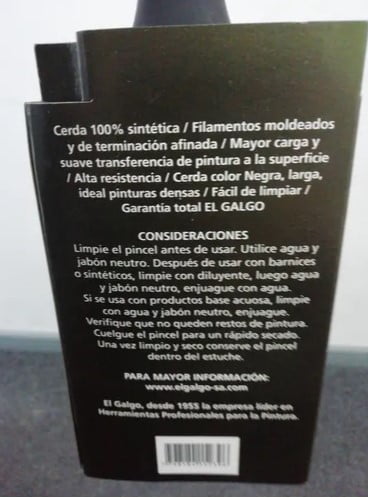 Cerda 100% sintética / Filamentos moldeados
y de terminación afinada / Mayor carga y
suave transferencia de pintura a la superficie
/ Alta resistencia / Cerda color Negra, larga,
ideal pinturas densas / Fácil de limpiar /
Garantía total EL GALGO
CONSIDERACIONES
Limpie el pincel antes de usar. Utilice agua y
jabón neutro. Después de usar con barnices
o sintéticos, limpie con diluyente, luego agua
y jabón neutro, enjuague con agua.
Si se usa con productos base acuosa, limpie
con agua y jabón neutro, enjuague.
Verifique que no queden restos de pintura.
Cuelgue el pincel para un rápido secado.
Una vez limpio y seco conserve el pincel
dentro del estuche.
PARA MAYOR INFORMACIÓN:
www.elgalgo-sa.com
El Galgo, desde 1955 la empresa líder en
Herramientas Profesionales para la Pintura.